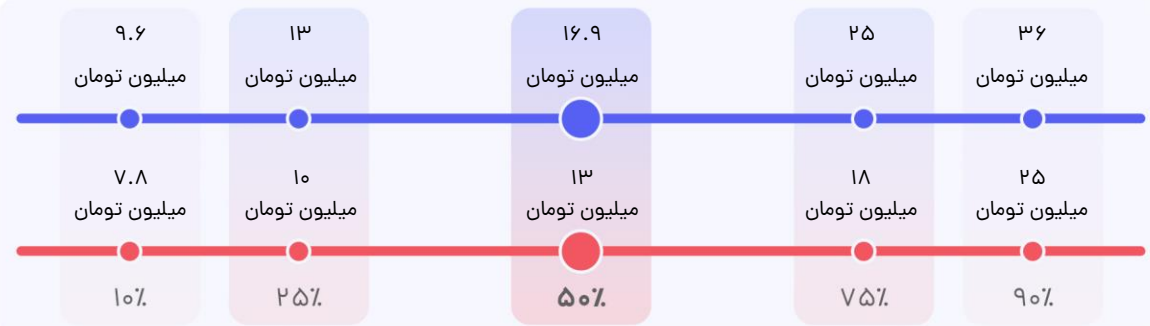 ۹.۶ ۱۳ ۱۶.۹ ۲۵ ۳۶
میلیون تومان میلیون تومان میلیون تومان میلیون تومان میلیون تومان
۷.۸ ۱۰ ۱۳ ۱۸ ۲۵
میلیون تومان میلیون تومان میلیون تومان میلیون تومان میلیون تومان
۱۰٪ ۲۵٪ ۵۰٪ ۷۵٪ ۹۰٪